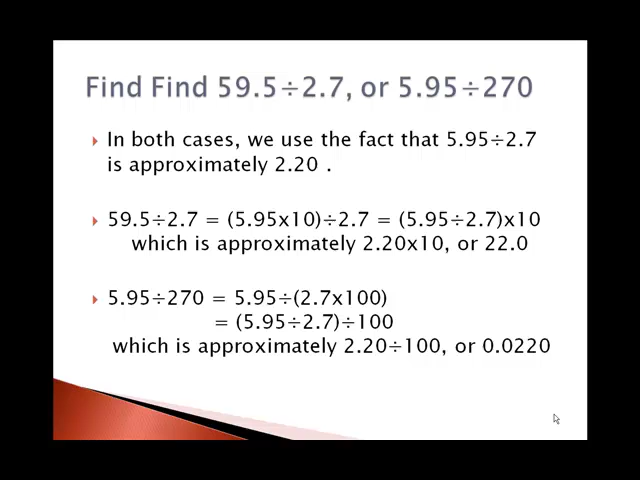 Find Find 59.5÷2.7, or 5.95÷270
In both cases, we use the fact that 5.95÷2.7
is approximately 2.20 .
59.5÷2.7 = (5.95x10)÷2.7 = (5.95÷2.7)x10
which is approximately 2.20x10, or 22.0
5.95÷270 = 5.95÷(2.7x100)
= (5.95÷2.7)÷100
which is approximately 2.20÷100, or 0.0220